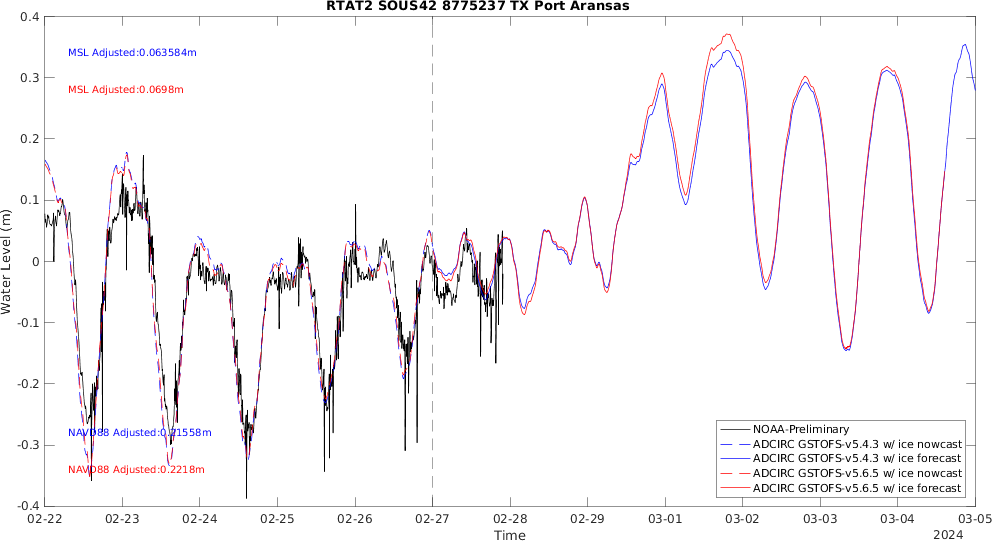 RTAT2 SOUS42 8775237 TX Port Aransas
MSL Adjusted:0.063584m
MSL Adjusted:0.0698m
NAVD88 Adjusted:0.21558m
NAVD88 Adjusted:0.2218m
Water Level (m)
0.4
0.3
0.2
0.1
0
-0.1
-0.2
-0.3
-0.4
NOAA-Preliminary
ADCIRC GSTOFS-v5.4.3 w/ ice nowcast
ADCIRC GSTOFS-v5.4.3 w/ ice forecast
ADCIRC GSTOFS-v5.6.5 w/ ice nowcast
ADCIRC GSTOFS-v5.6.5 w/ ice forecast
02-22 02-23 02-24 02-25 02-26 02-27 02-28 02-29 03-01 03-02 03-03 03-04 03-05
Time
2024